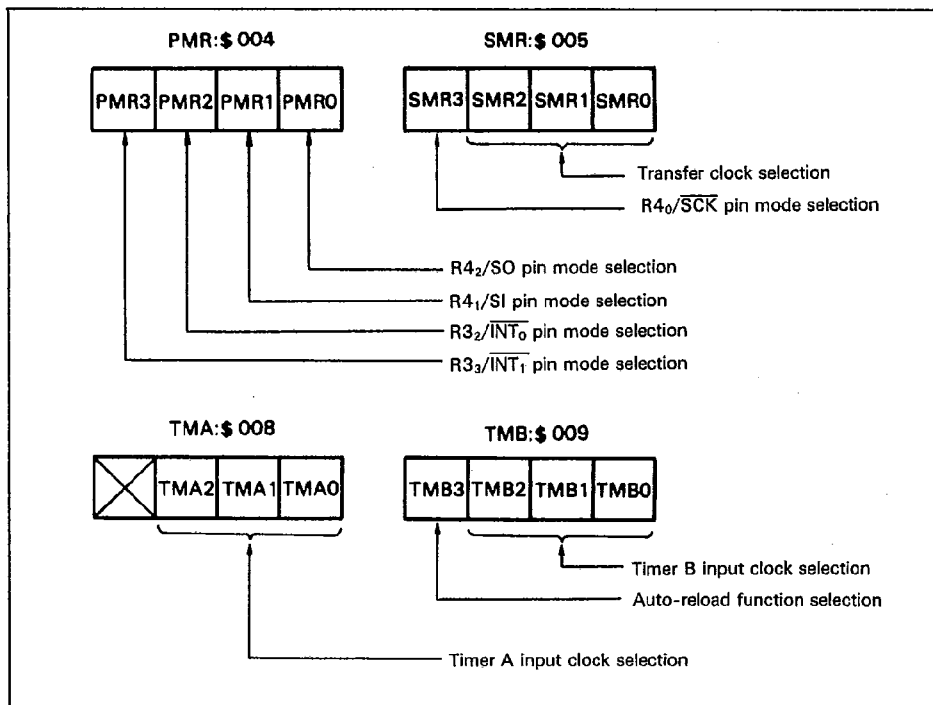 PMR:$ 004
SMR:$ 005
PMR3 PMR2 PMR1 PMR0
SMR3 SMR2 SMR1 SMR0
Transfer clock selection
R4₀/S̅C̅K̅ pin mode selection
R4₂/SO pin mode selection
R4₁/SI pin mode selection
R3₂/I̅N̅T̅₀̅ pin mode selection
R3₃/I̅N̅T̅₁̅ pin mode selection
TMA:$ 008
TMB:$ 009
TMA2 TMA1 TMA0
TMB3 TMB2 TMB1 TMB0
Timer B input clock selection
Auto-reload function selection
Timer A input clock selection